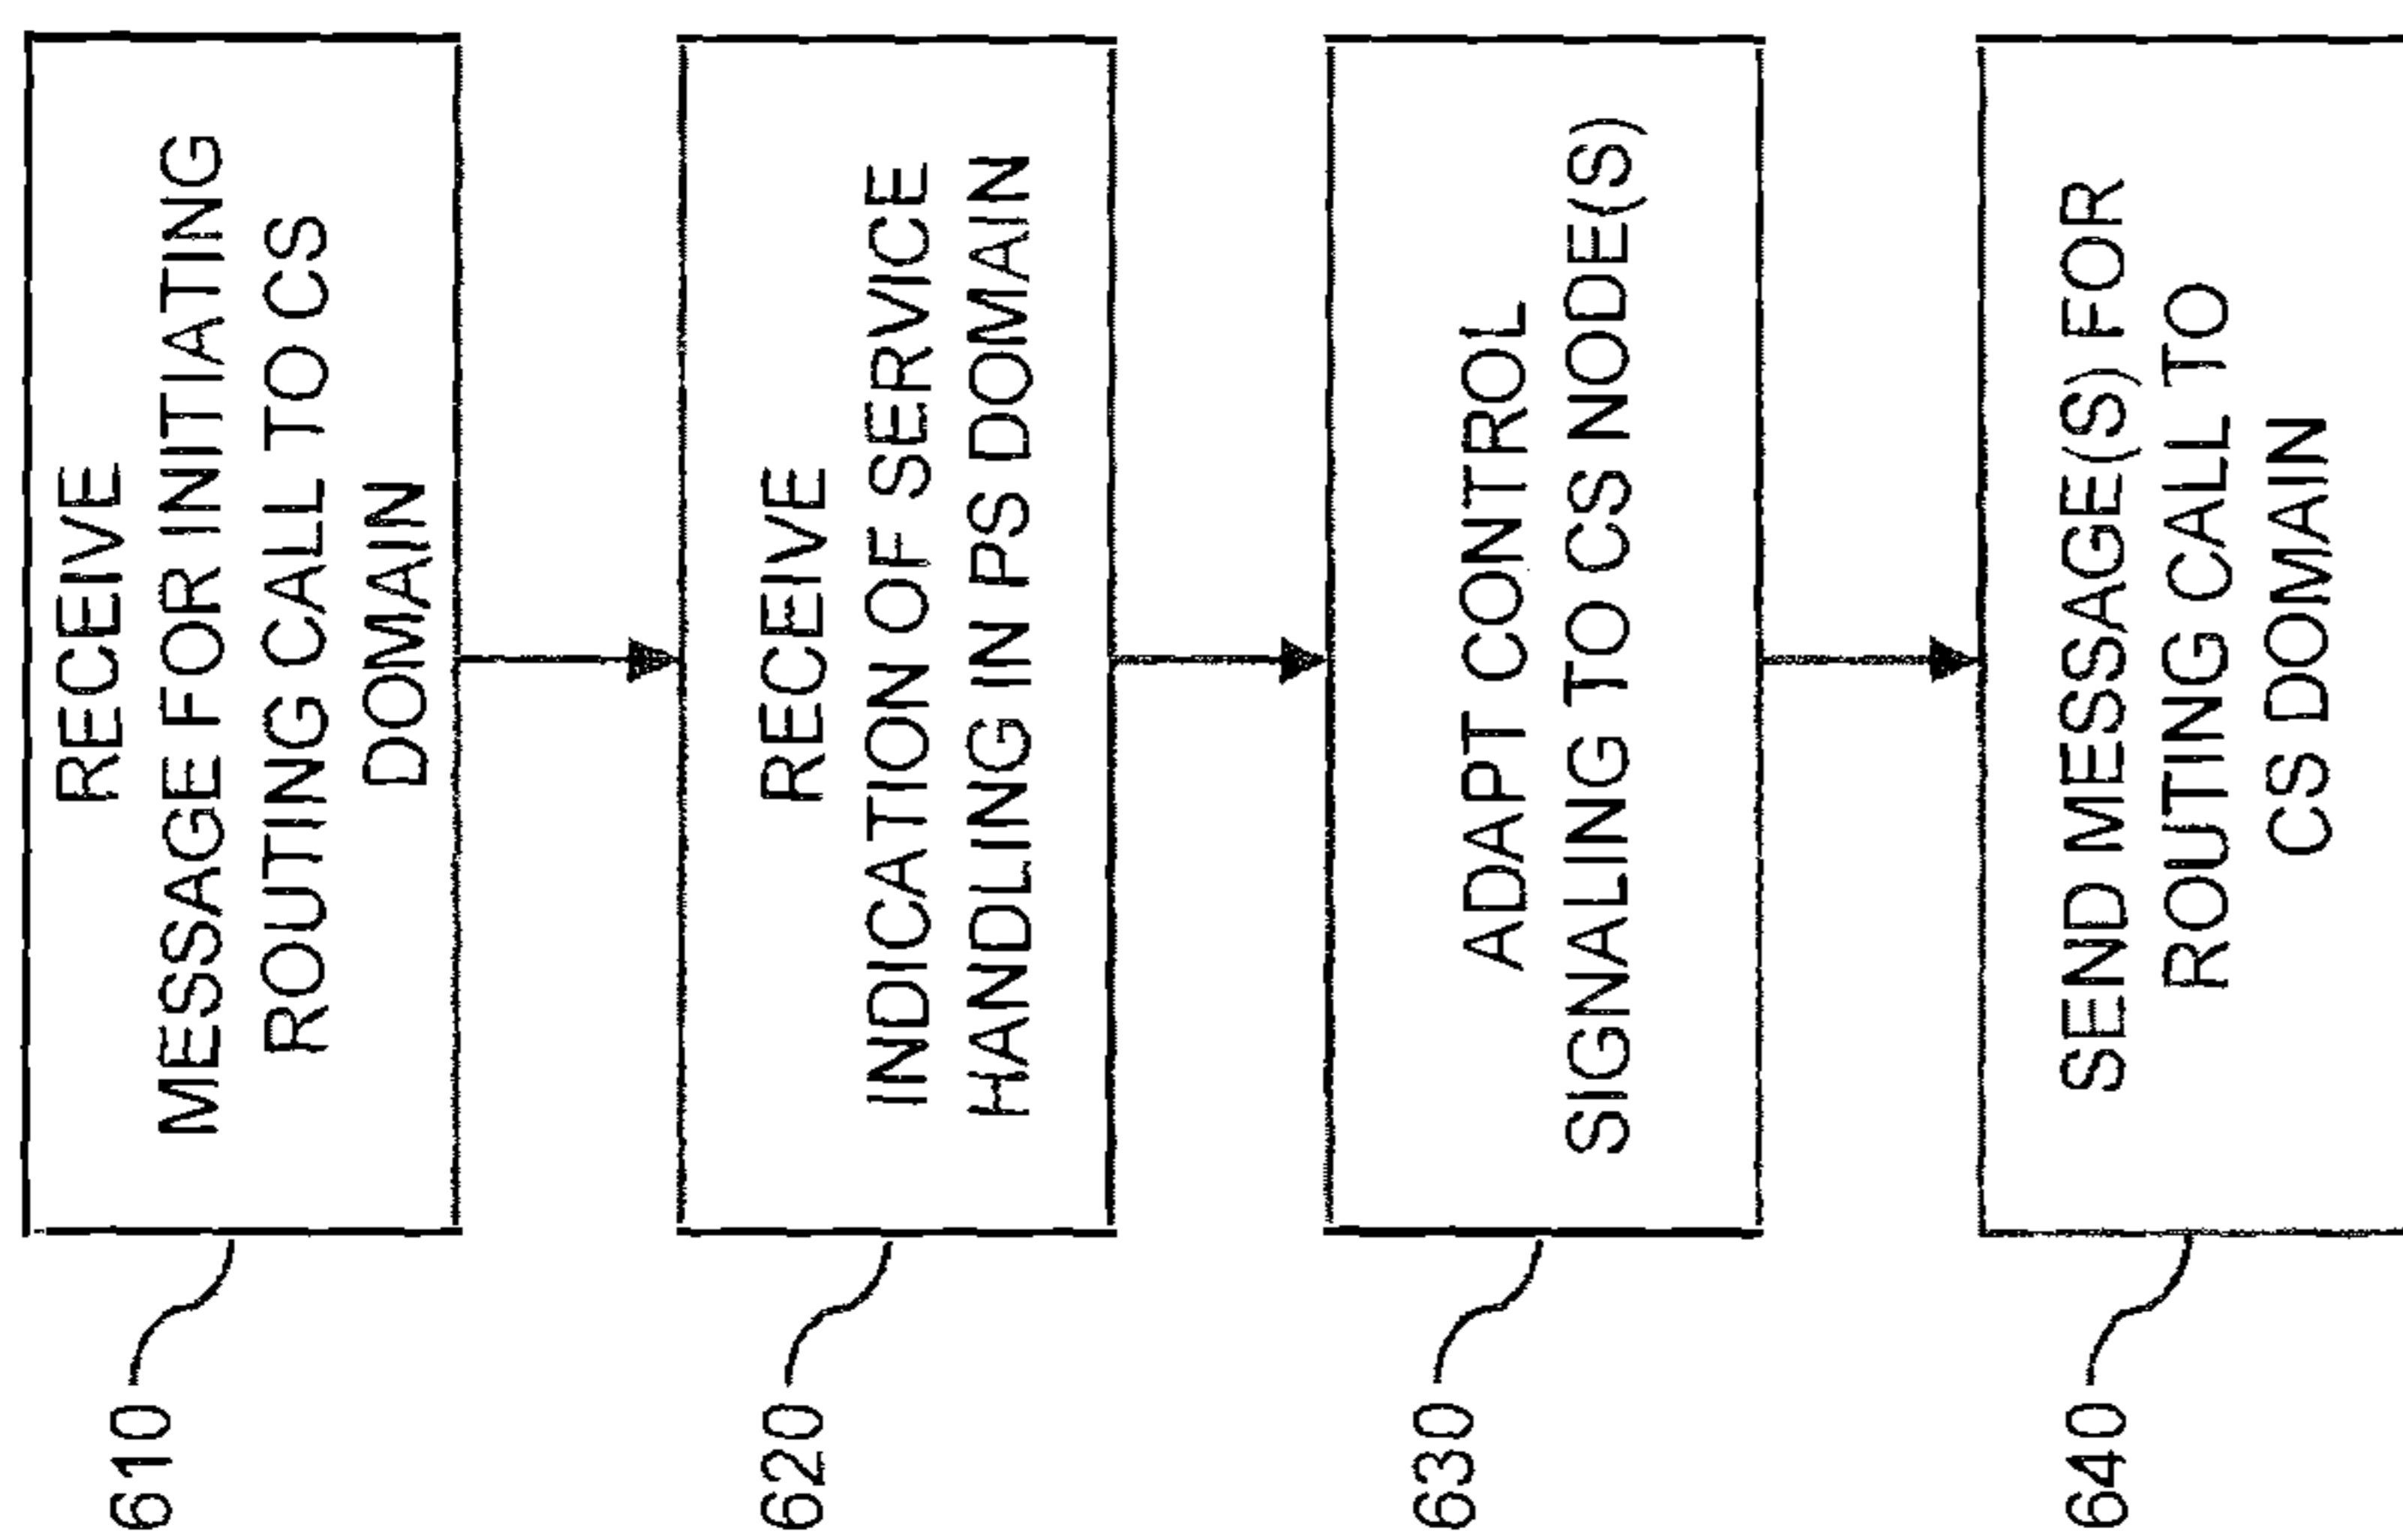 610
RECEIVE
MESSAGE FOR INITIATING
ROUTING CALL TO CS
DOMAIN
620
RECEIVE
INDICATION OF SERVICE
HANDLING IN PS DOMAIN
630
ADAPT CONTROL
SIGNALING TO CS NODE(S)
640
SEND MESSAGE(S) FOR
ROUTING CALL TO
CS DOMAIN